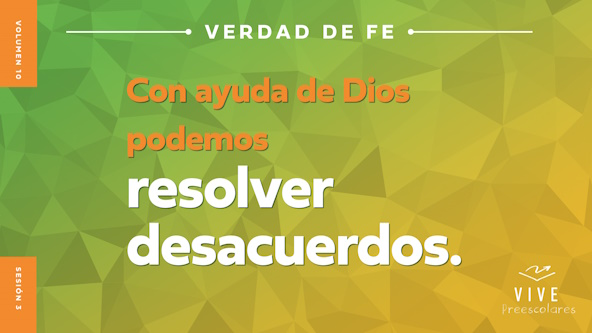 VOLUMEN 10
VERDAD DE FE
Con ayuda de Dios
podemos
resolver
desacuerdos.
SESIÓN 3
VIVE
Preescolares